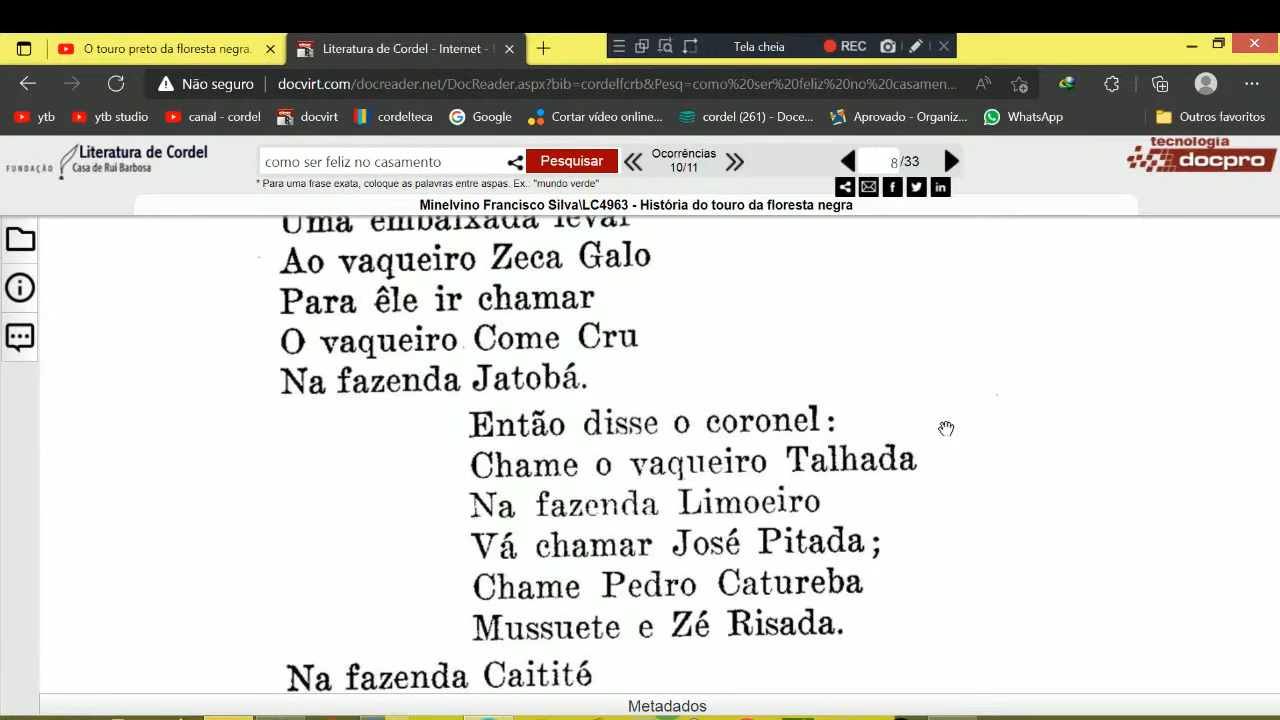 O touro preto da floresta negra.
Literatura de Cordel - Internet -
Tela cheia
REC
Não seguro
docvirt.com/docreader.net/DocReader.aspx?bib=cordelfcrb&Pesq=como%20ser%20feliz%20no%20casamen...
ytb
ytb studio
canal - cordel
docvirt
cordelteca
Google
Cortar vídeo online...
cordel (261) - Doce...
Aprovado - Organiz...
WhatsApp
Outros favoritos
FUNDAÇÃO
Literatura de Cordel
Casa de Rui Barbosa
como ser feliz no casamento
Pesquisar
Ocorrências
10/11
8 /33
tecnologia
docpro
* Para uma frase exata, coloque as palavras entre aspas. Ex.: "mundo verde"
Minelvino Francisco Silva\LC4963 - História do touro da floresta negra
Uma embaixada levar
Ao vaqueiro Zeca Galo
Para êle ir chamar
O vaqueiro Come Cru
Na fazenda Jatobá.
Então disse o coronel:
Chame o vaqueiro Talhada
Na fazenda Limoeiro
Vá chamar José Pitada;
Chame Pedro Catureba
Mussuete e Zé Risada.
Na fazenda Caititó
Metadados